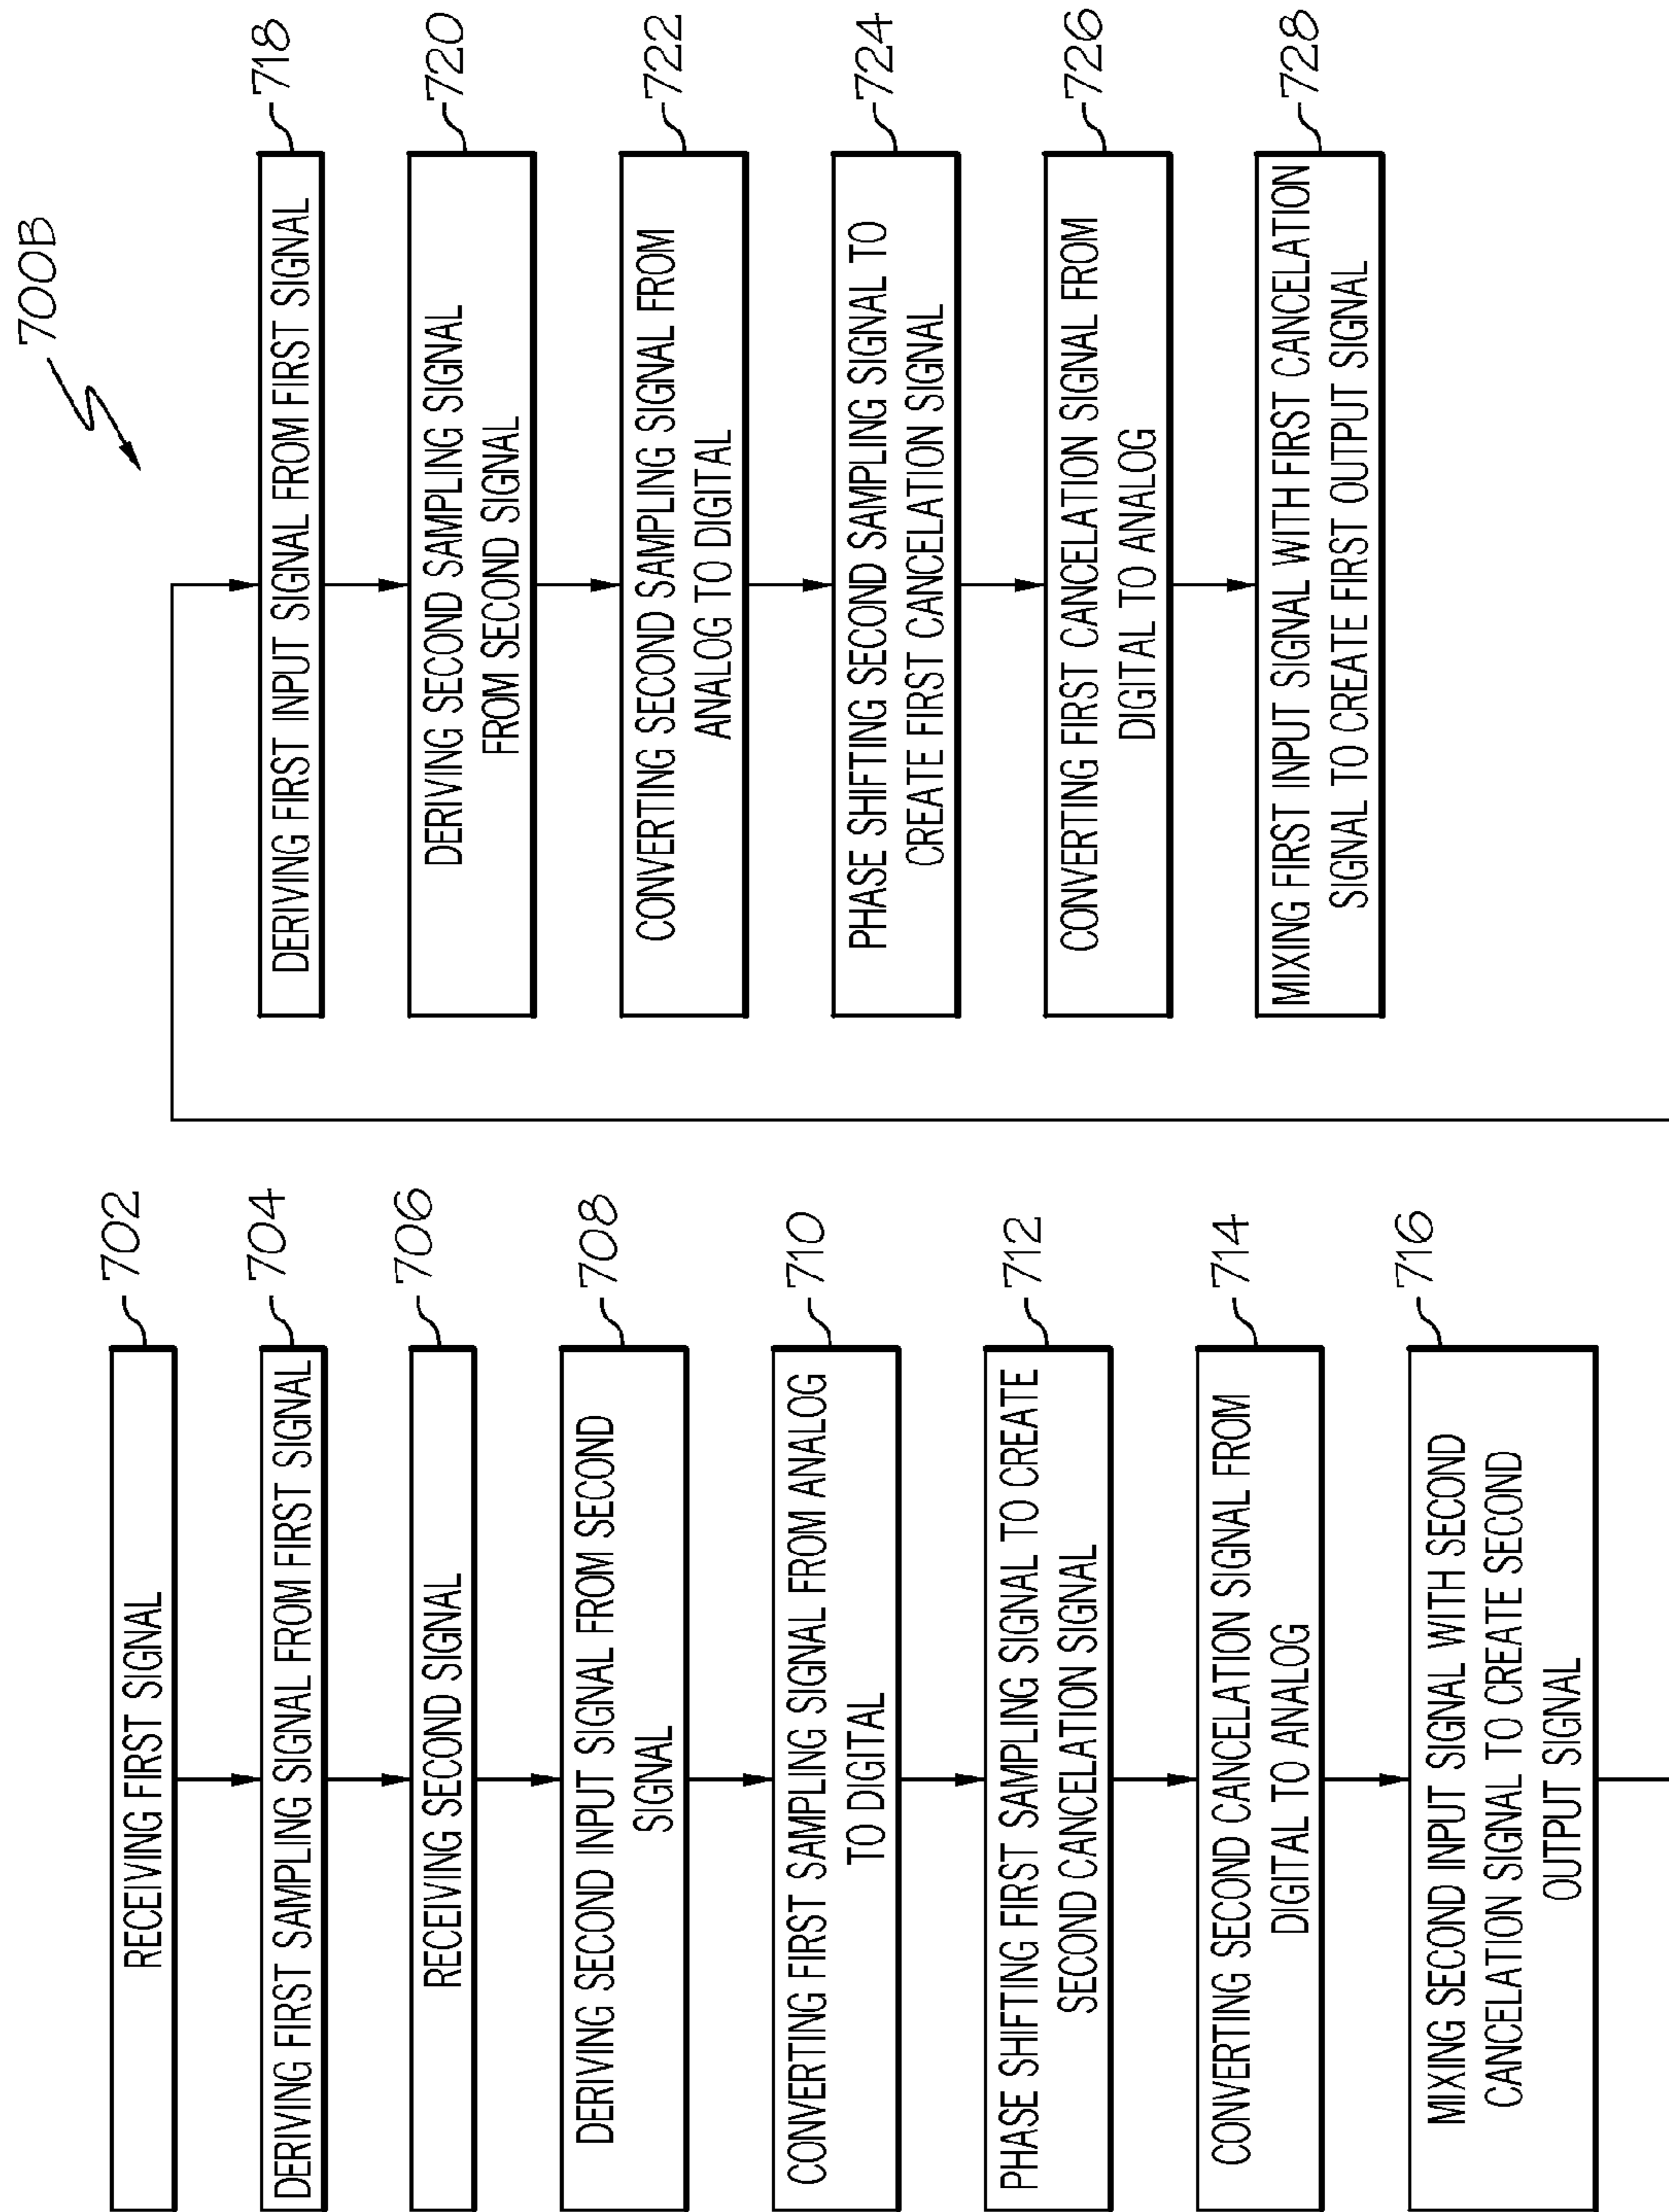 700B
RECEIVING FIRST SIGNAL
702
DERIVING FIRST SAMPLING SIGNAL FROM FIRST SIGNAL
704
RECEIVING SECOND SIGNAL
706
DERIVING SECOND INPUT SIGNAL FROM SECOND
SIGNAL
708
CONVERTING FIRST SAMPLING SIGNAL FROM ANALOG
TO DIGITAL
710
PHASE SHIFTING FIRST SAMPLING SIGNAL TO CREATE
SECOND CANCELATION SIGNAL
712
CONVERTING SECOND CANCELATION SIGNAL FROM
DIGITAL TO ANALOG
714
MIXING SECOND INPUT SIGNAL WITH SECOND
CANCELATION SIGNAL TO CREATE SECOND
OUTPUT SIGNAL
716
DERIVING FIRST INPUT SIGNAL FROM FIRST SIGNAL
718
DERIVING SECOND SAMPLING SIGNAL
FROM SECOND SIGNAL
720
CONVERTING SECOND SAMPLING SIGNAL FROM
ANALOG TO DIGITAL
722
PHASE SHIFTING SECOND SAMPLING SIGNAL TO
CREATE FIRST CANCELATION SIGNAL
724
CONVERTING FIRST CANCELATION SIGNAL FROM
DIGITAL TO ANALOG
726
MIXING FIRST INPUT SIGNAL WITH FIRST CANCELATION
SIGNAL TO CREATE FIRST OUTPUT SIGNAL
728